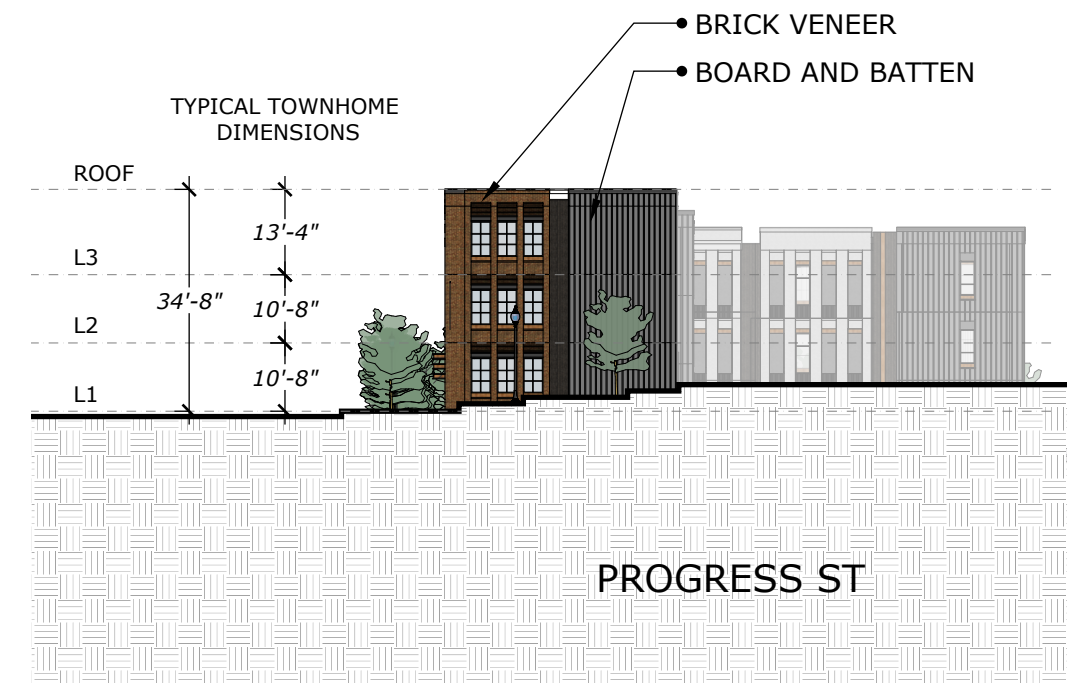 BRICK VENEER
BOARD AND BATTEN
TYPICAL TOWNHOME
DIMENSIONS
ROOF
13'-4"
L3
34'-8"
10'-8"
L2
10'-8"
L1
PROGRESS ST